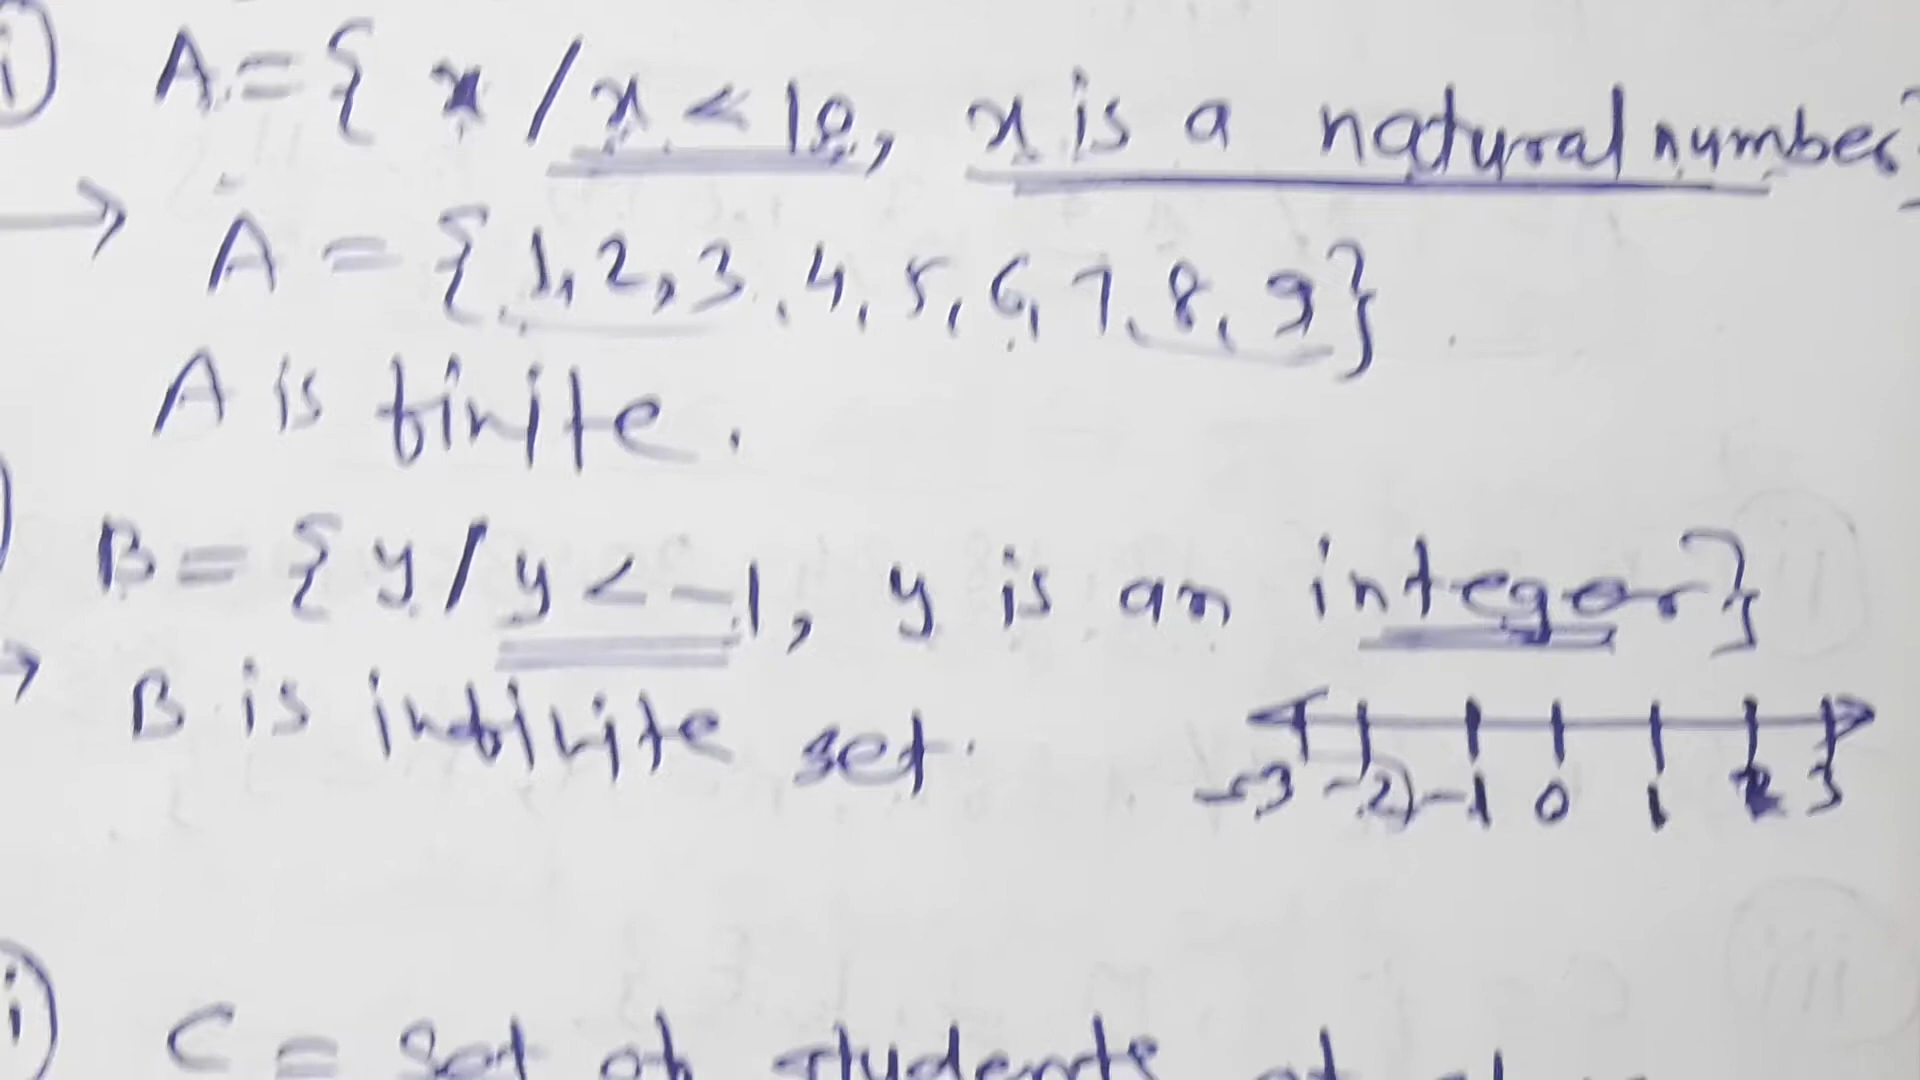 i) A = { x / x < 10, x is a natural number }
→ A = { 1, 2, 3, 4, 5, 6, 7, 8, 9 }
A is finite.
) B = { y / y < -1, y is an integer }
→ B is infinite set.
-3 -2 -1 0 1 2 3
i) C = set of students of